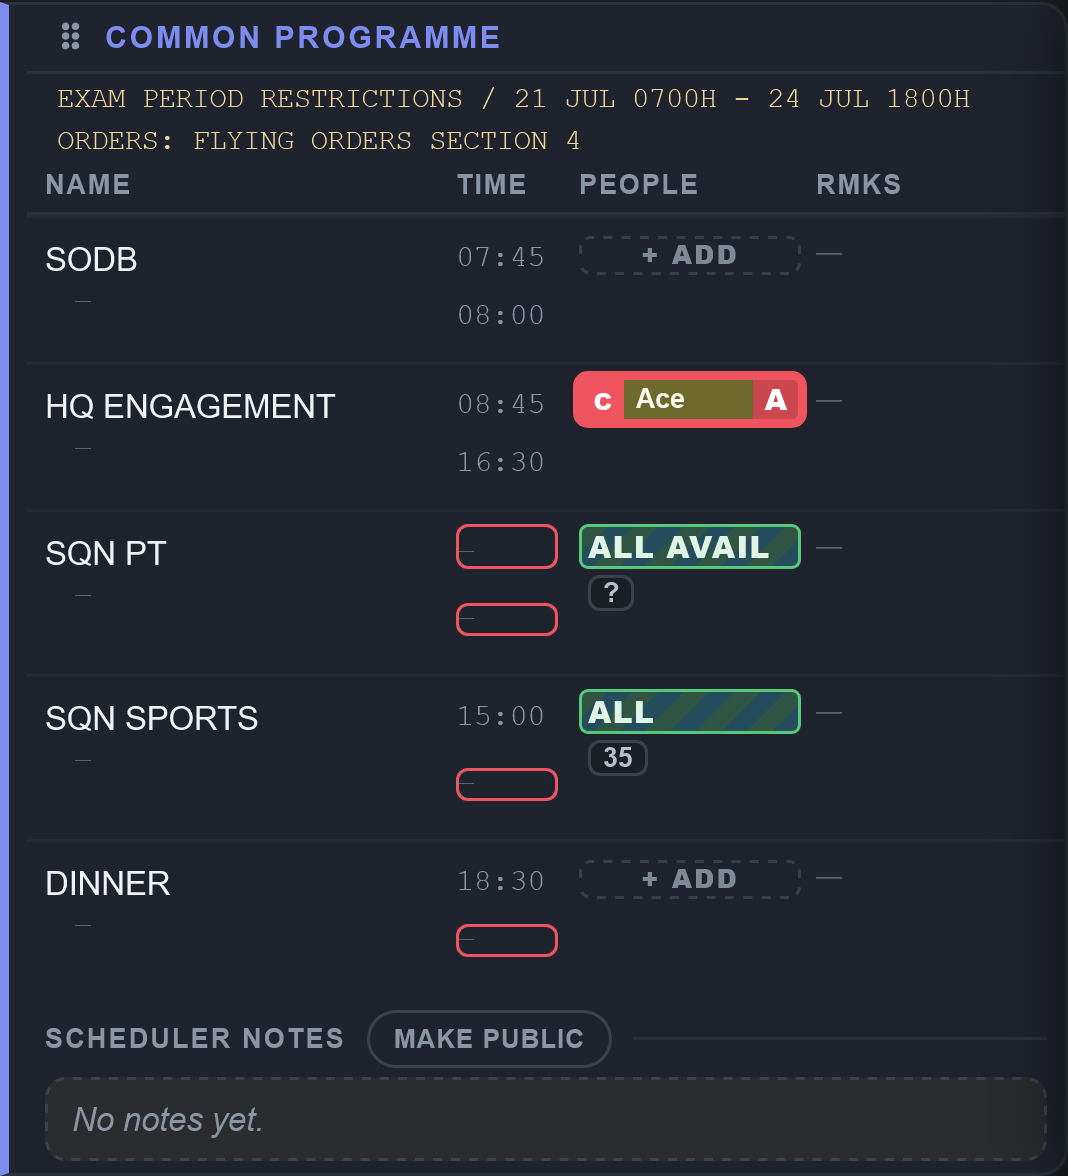 COMMON PROGRAMME
EXAM PERIOD RESTRICTIONS / 21 JUL 0700H - 24 JUL 1800H
ORDERS: FLYING ORDERS SECTION 4
NAME TIME PEOPLE RMKS
SODB 07:45 + ADD —
— 08:00
HQ ENGAGEMENT 08:45 c Ace A —
— 16:30
SQN PT — ALL AVAIL —
— ?
—
SQN SPORTS 15:00 ALL —
— 35
—
DINNER 18:30 + ADD —
— —
SCHEDULER NOTES MAKE PUBLIC
No notes yet.